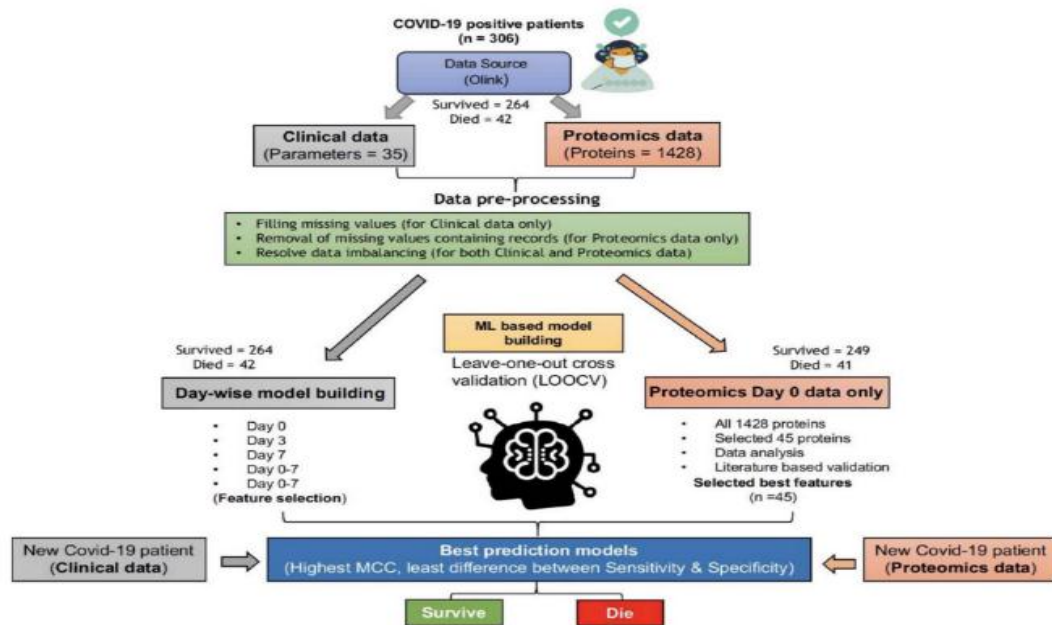 COVID-19 positive patients
(n = 306)
Data Source
(Olink)
Survived = 264
Died = 42
Clinical data
(Parameters = 35)
Proteomics data
(Proteins = 1428)
Data pre-processing
• Filling missing values (for Clinical data only)
• Removal of missing values containing records (for Proteomics data only)
• Resolve data imbalancing (for both Clinical and Proteomics data)
ML based model
building
Leave-one-out cross
validation (LOOCV)
Survived = 264
Died = 42
Day-wise model building
• Day 0
• Day 3
• Day 7
• Day 0-7
• Day 0-7
(Feature selection)
Survived = 249
Died = 41
Proteomics Day 0 data only
• All 1428 proteins
• Selected 45 proteins
• Data analysis
• Literature based validation
Selected best features
(n =45)
New Covid-19 patient
(Clinical data)
Best prediction models
(Highest MCC, least difference between Sensitivity & Specificity)
New Covid-19 patient
(Proteomics data)
Survive
Die